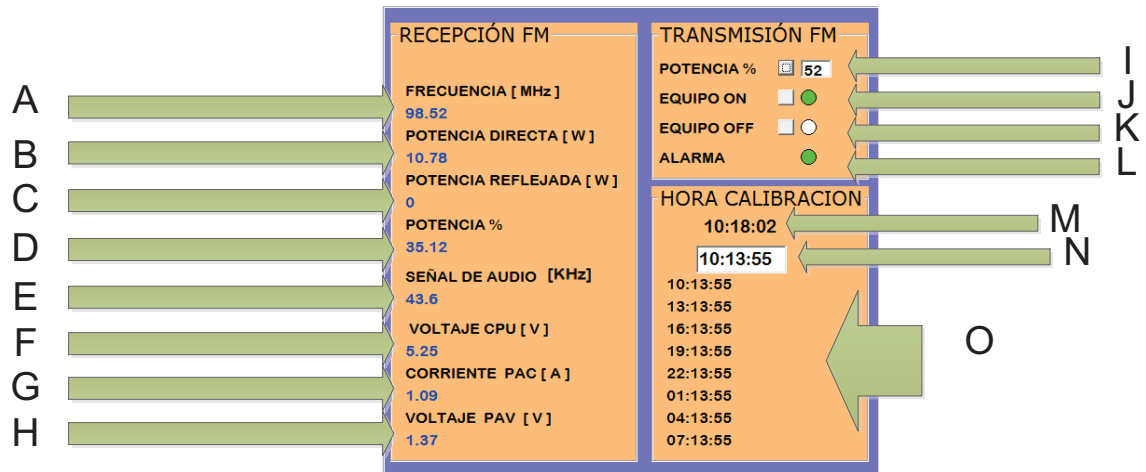 A
B
C
D
E
F
G
H
RECEPCIÓN FM
FRECUENCIA [ MHz ]
98.52
POTENCIA DIRECTA [ W ]
10.78
POTENCIA REFLEJADA [ W ]
0
POTENCIA %
35.12
SEÑAL DE AUDIO [KHz]
43.6
VOLTAJE CPU [ V ]
5.25
CORRIENTE PAC [ A ]
1.09
VOLTAJE PAV [ V ]
1.37
TRANSMISIÓN FM
POTENCIA % 52
EQUIPO ON
EQUIPO OFF
ALARMA
HORA CALIBRACION
10:18:02
10:13:55
10:13:55
13:13:55
16:13:55
19:13:55
22:13:55
01:13:55
04:13:55
07:13:55
I
J
K
L
M
N
O